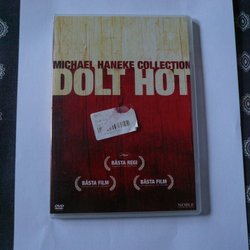 MICHAEL HANEKE COLLECTION
DOLT HOT
BÄSTA REGI
BÄSTA FILM
BÄSTA FILM
DVD
NOBLE